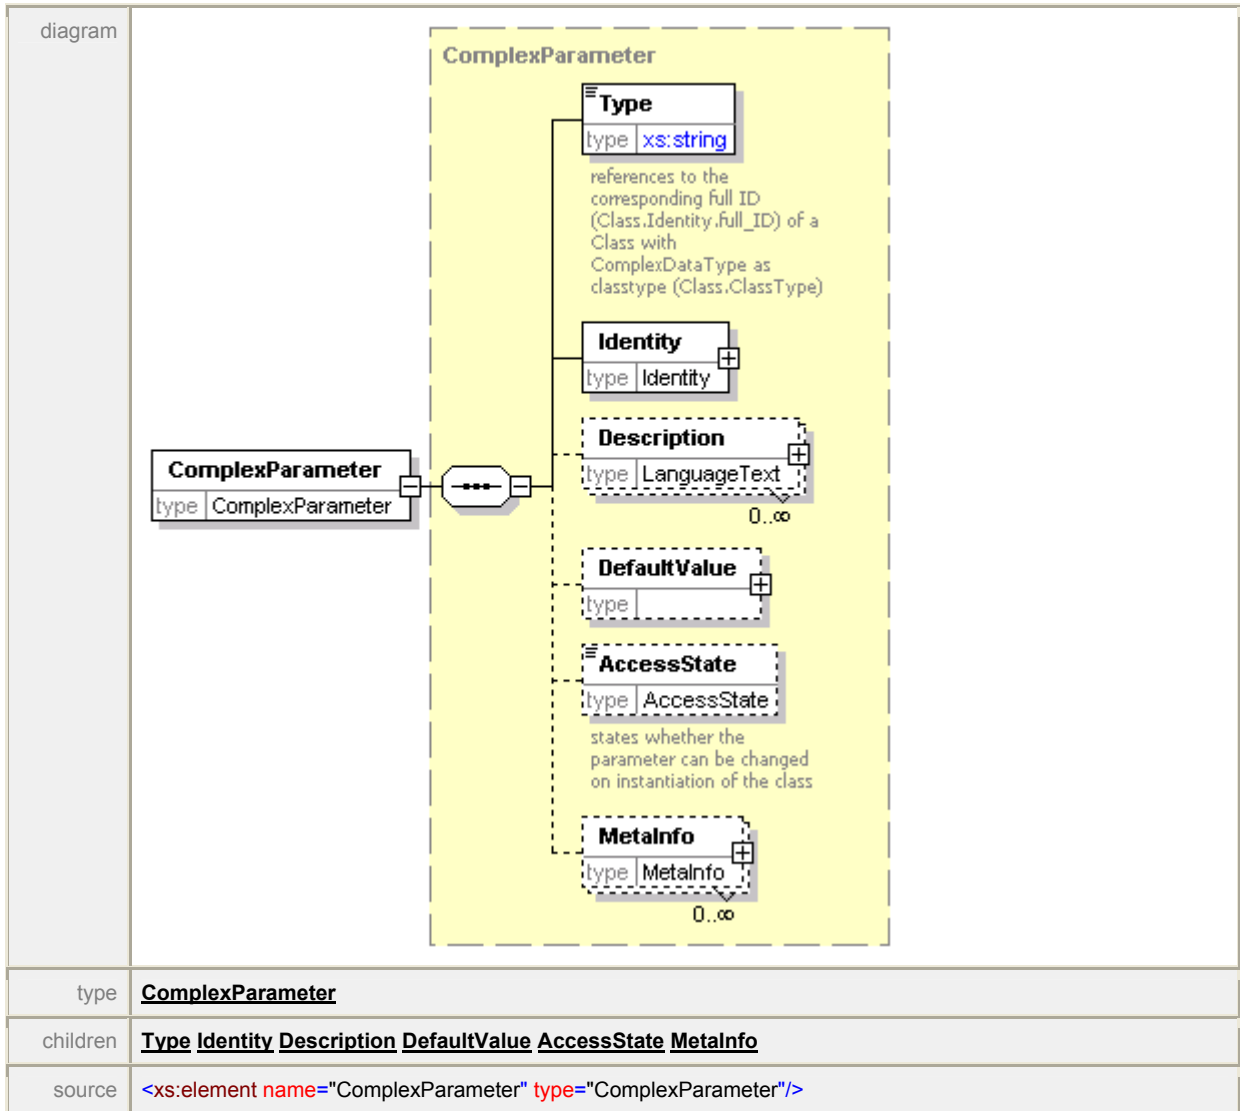 diagram
ComplexParameter
Type
type xs:string
references to the
corresponding full ID
(Class.Identity.full_ID) of a
Class with
ComplexDataType as
classtype (Class.ClassType)
Identity
type Identity
Description
type LanguageText
0..∞
ComplexParameter
type ComplexParameter
DefaultValue
type
AccessState
type AccessState
states whether the
parameter can be changed
on instantiation of the class
MetaInfo
type MetaInfo
0..∞
type ComplexParameter
children Type Identity Description DefaultValue AccessState MetaInfo
source <xs:element name="ComplexParameter" type="ComplexParameter"/>